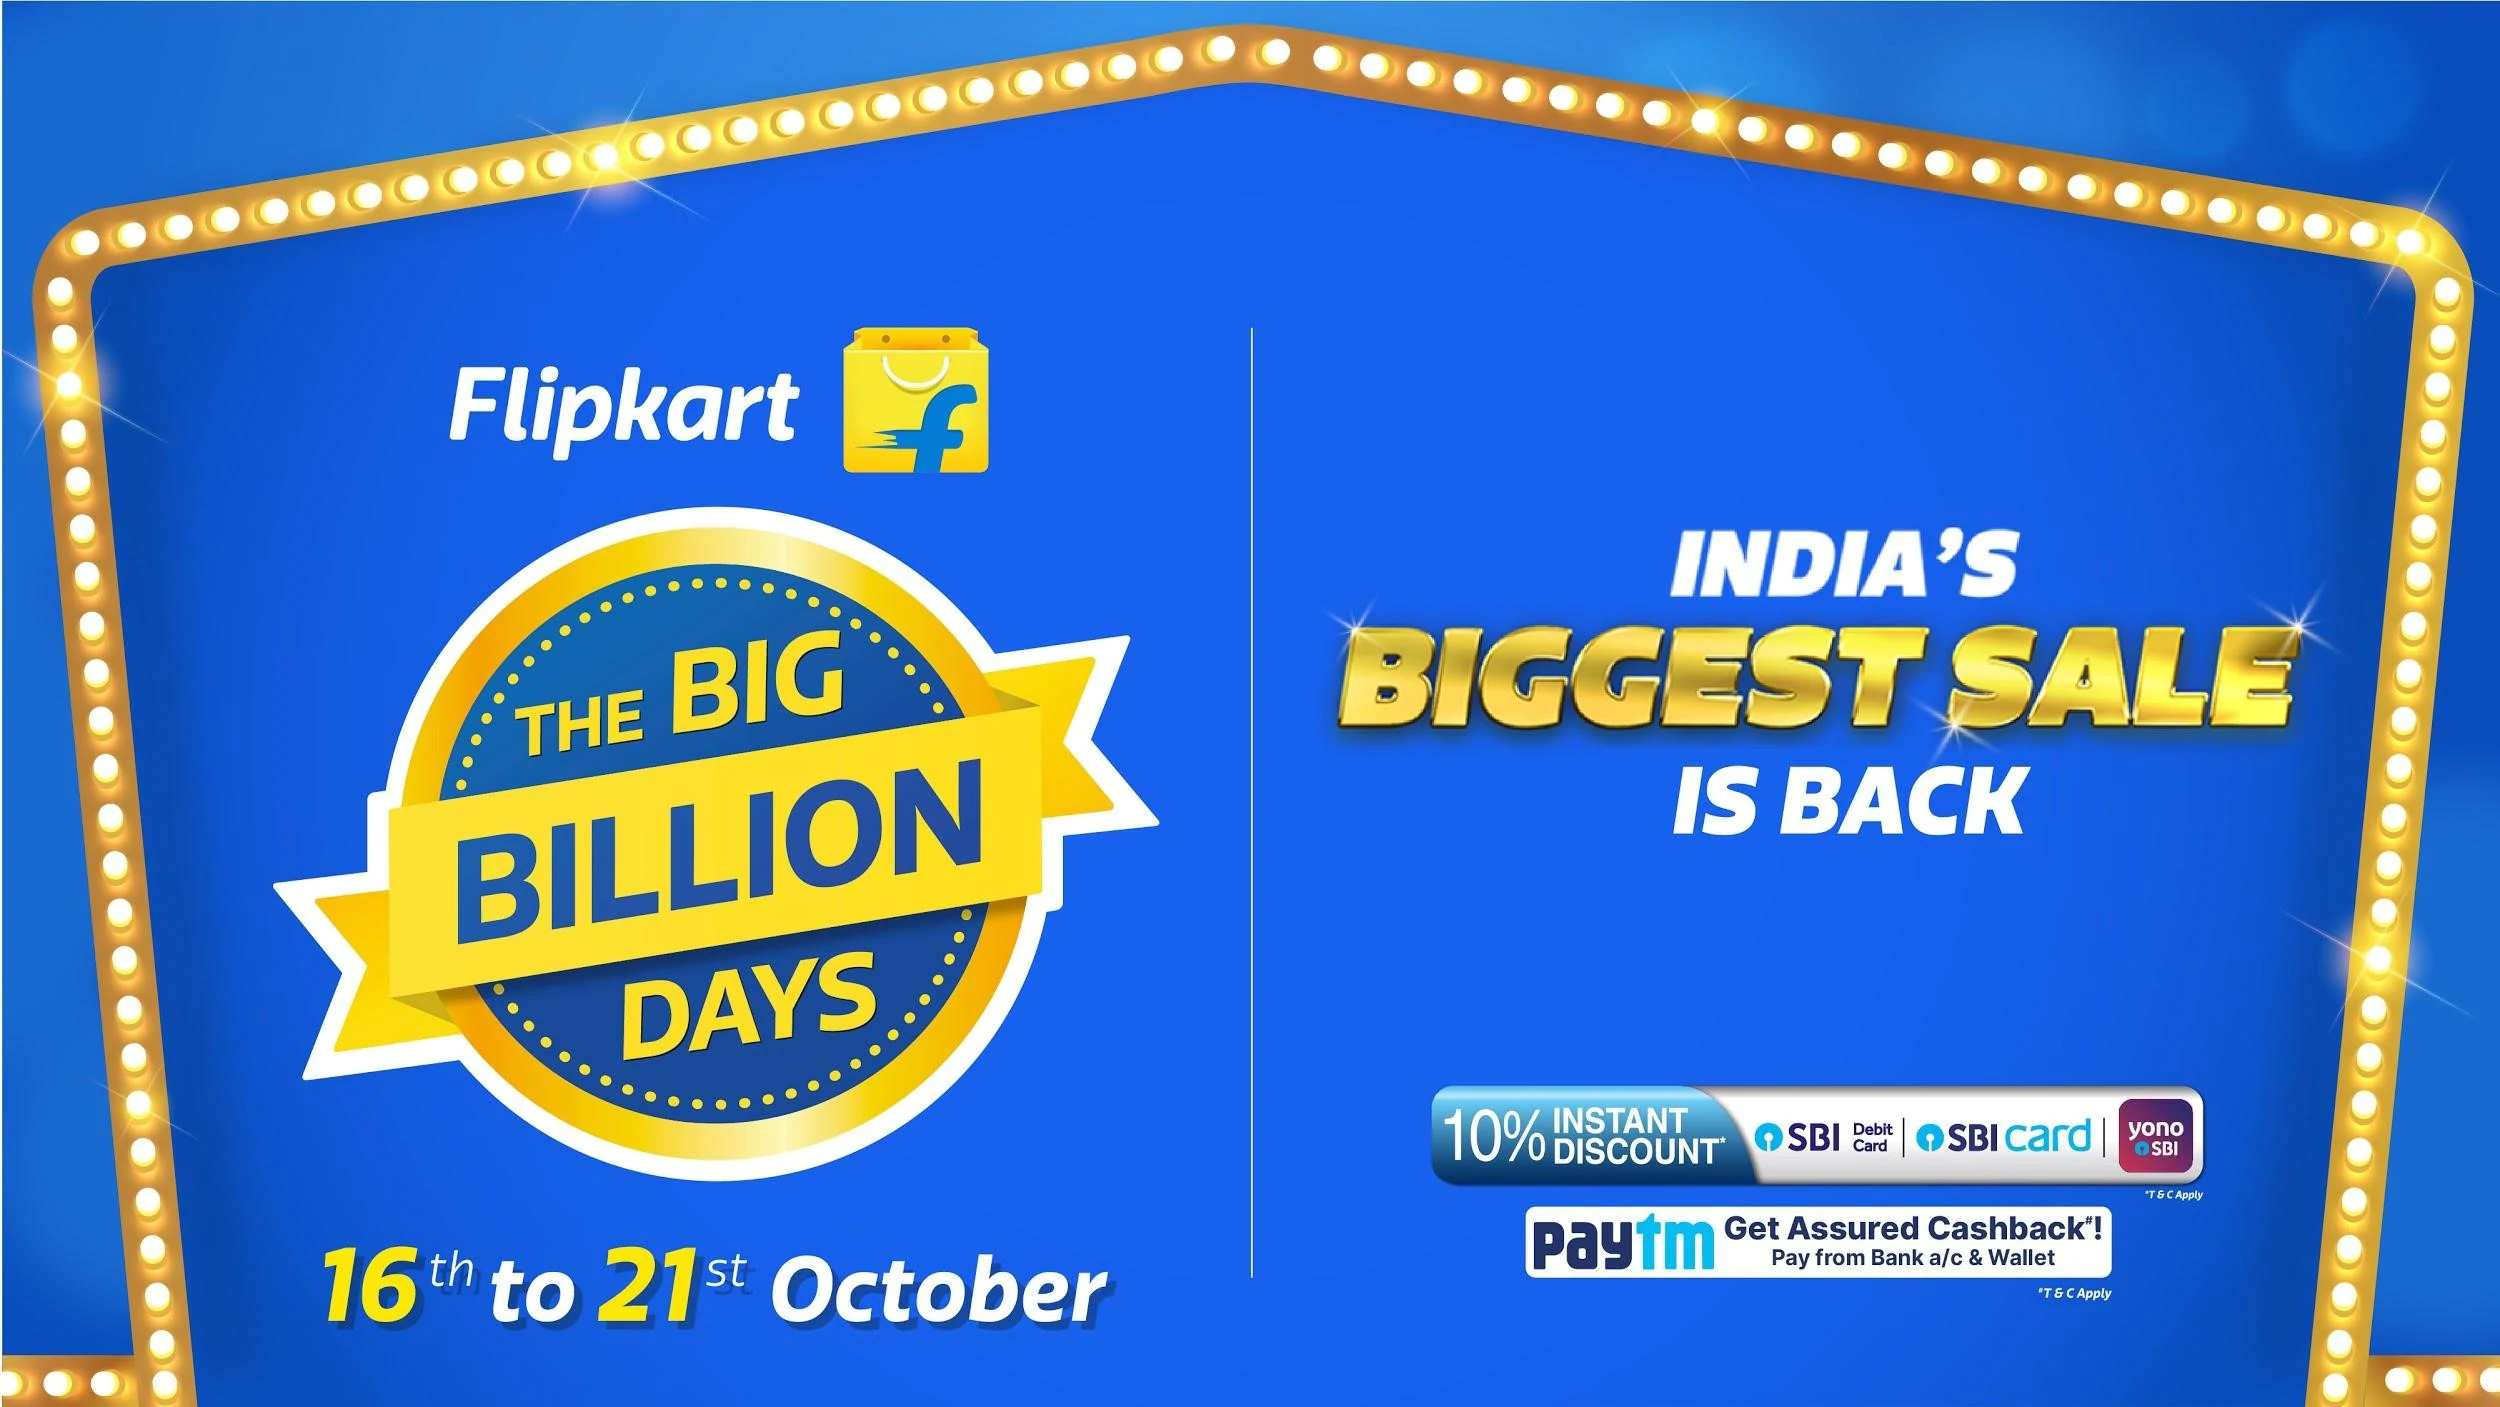 Flipkart
f
THE BIG
BILLION
DAYS
16th to 21st October
INDIA'S
BIGGEST SALE
IS BACK
10% INSTANT DISCOUNT*
SBI Debit Card
SBI card
yono
SBI
*T & C Apply
paytm
Get Assured Cashback#!
Pay from Bank a/c & Wallet
#T & C Apply